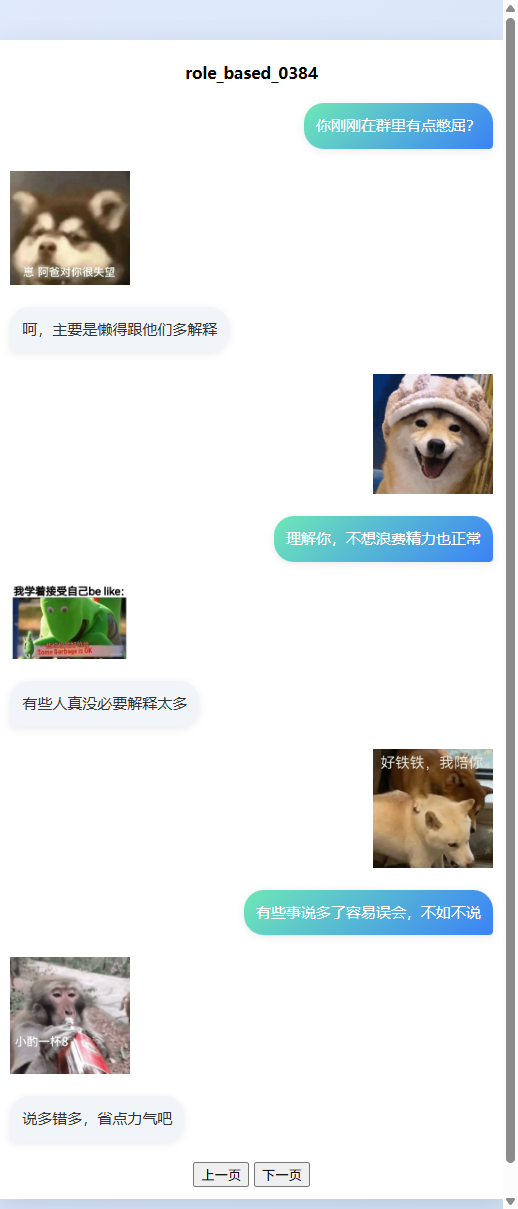 role_based_0384
你刚刚在群里有点憋屈？
崽 阿爸对你很失望
呵，主要是懒得跟他们多解释
理解你，不想浪费精力也正常
我学着接受自己be like:
Some Garbage is OK
有些人真没必要解释太多
好铁铁，我陪你
有些事说多了容易误会，不如不说
小酌一杯8
说多错多，省点力气吧
上一页 下一页